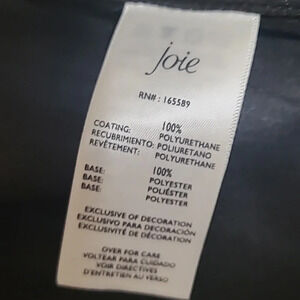 joie
RN# : 165589
100%
COATING: POLYURETHANE
RECUBRIMIENTO: POLIURETANO
REVÊTEMENT: POLYURETHANE
100%
BASE: POLYESTER
BASE: POLIÉSTER
BASE: POLYESTER
EXCLUSIVE OF DECORATION
EXCLUSIVO PARA DECORACIÓN
EXCLUSIVITÉ DE DÉCORATION
OVER FOR CARE
VOLTEAR PARA CUIDADO
VOIR DIRECTIVES
D'ENTRETIEN AU VERSO